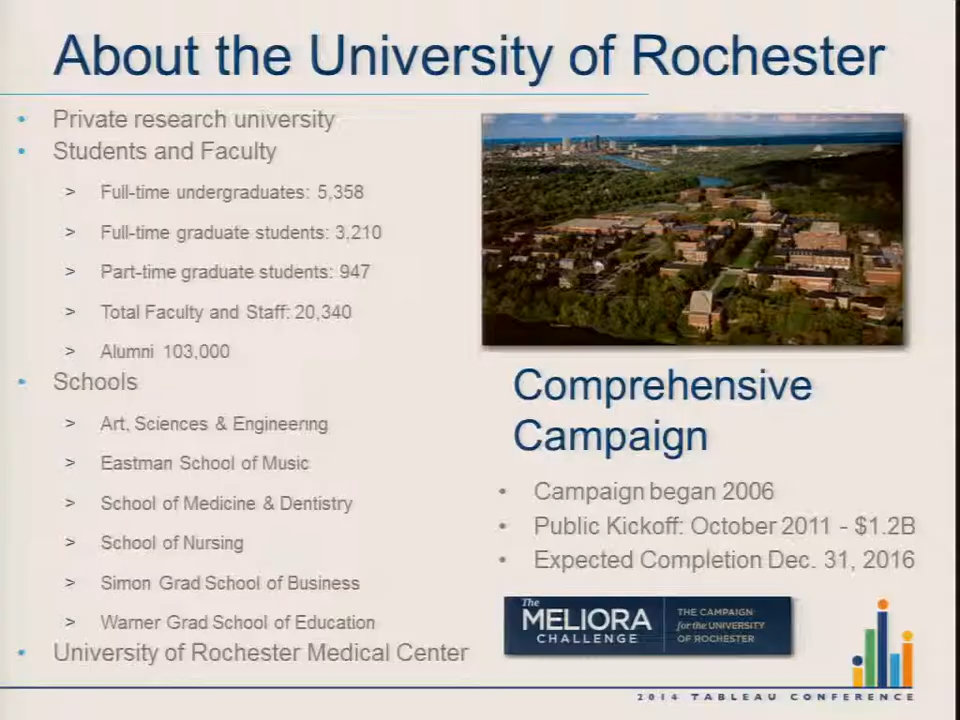 About the University of Rochester
• Private research university
• Students and Faculty
> Full-time undergraduates: 5,358
> Full-time graduate students: 3,210
> Part-time graduate students: 947
> Total Faculty and Staff: 20,340
> Alumni 103,000
• Schools
> Art, Sciences & Engineering
> Eastman School of Music
> School of Medicine & Dentistry
> School of Nursing
> Simon Grad School of Business
> Warner Grad School of Education
• University of Rochester Medical Center
Comprehensive
Campaign
• Campaign began 2006
• Public Kickoff: October 2011 - $1.2B
• Expected Completion Dec. 31, 2016
The
MELIORA
CHALLENGE
THE CAMPAIGN
for the UNIVERSITY
OF ROCHESTER
2014 TABLEAU CONFERENCE